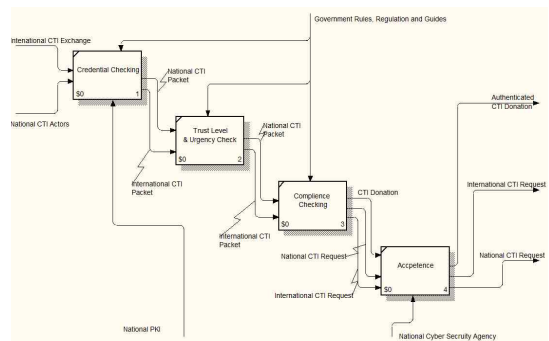 Government Rules, Regulation and Guides
International CTI Exchange
Credential Checking
$0
1
National CTI
Packet
National CTI Actors
Trust Level
& Urgency Check
$0
2
National CTI
Packet
International CTI
Packet
Complience
Checking
$0
3
CTI Donation
International CTI
Packet
National CTI Request
International CTI Request
Accpetence
$0
4
Authenticated
CTI Donation
International CTI Request
National CTI Request
National PKI
National Cyber Secruity Agency